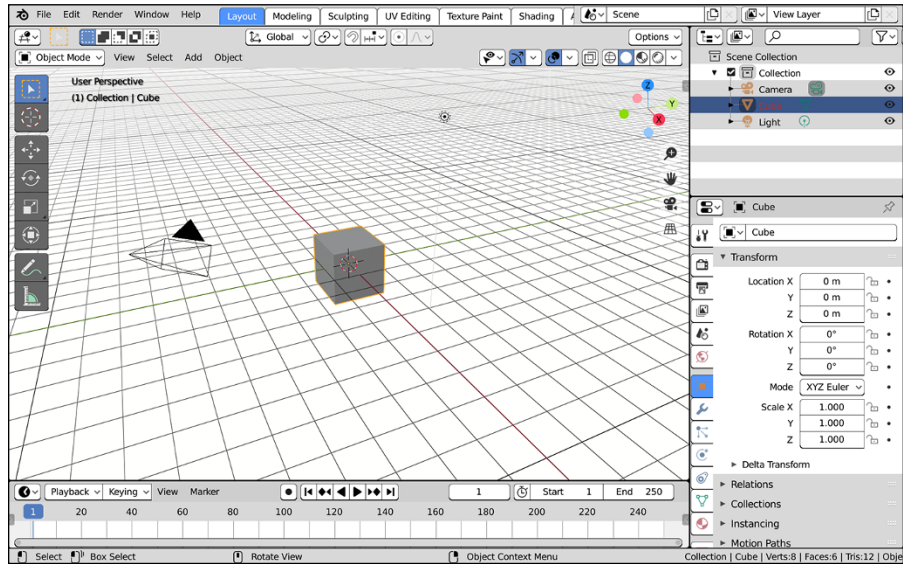 File Edit Render Window Help Layout Modeling Sculpting UV Editing Texture Paint Shading Scene View Layer
Global Options
Object Mode View Select Add Object
User Perspective
(1) Collection | Cube
Z
Y
X
Scene Collection
Collection
Camera
Cube
Light
Cube
Cube
Transform
Location X 0 m
Y 0 m
Z 0 m
Rotation X 0°
Y 0°
Z 0°
Mode XYZ Euler
Scale X 1.000
Y 1.000
Z 1.000
Delta Transform
Relations
Collections
Instancing
Motion Paths
Playback Keying View Marker 1 Start 1 End 250
1 20 40 60 80 100 120 140 160 180 200 220 240
Select Box Select Rotate View Object Context Menu Collection | Cube | Verts:8 | Faces:6 | Tris:12 | Obje